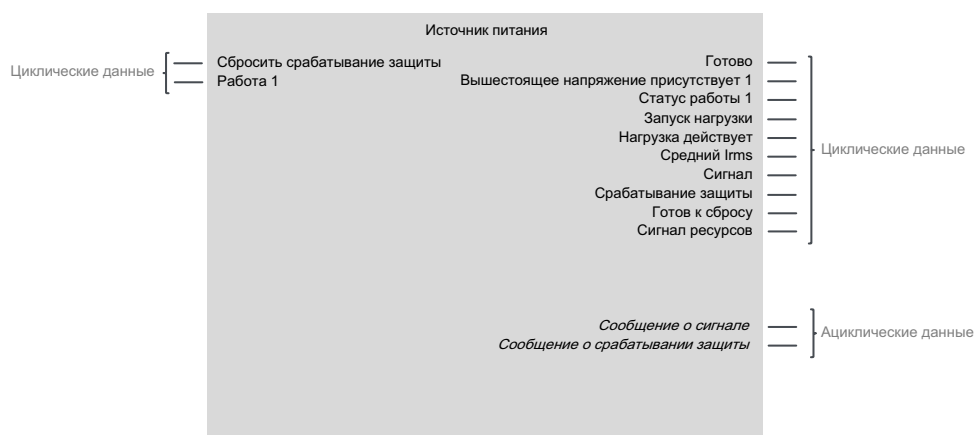 Источник питания
Циклические данные
Сбросить срабатывание защиты
Работа 1
Готово
Вышестоящее напряжение присутствует 1
Статус работы 1
Запуск нагрузки
Нагрузка действует
Средний Irms
Сигнал
Срабатывание защиты
Готов к сбросу
Сигнал ресурсов
Циклические данные
Сообщение о сигнале
Сообщение о срабатывании защиты
Ациклические данные